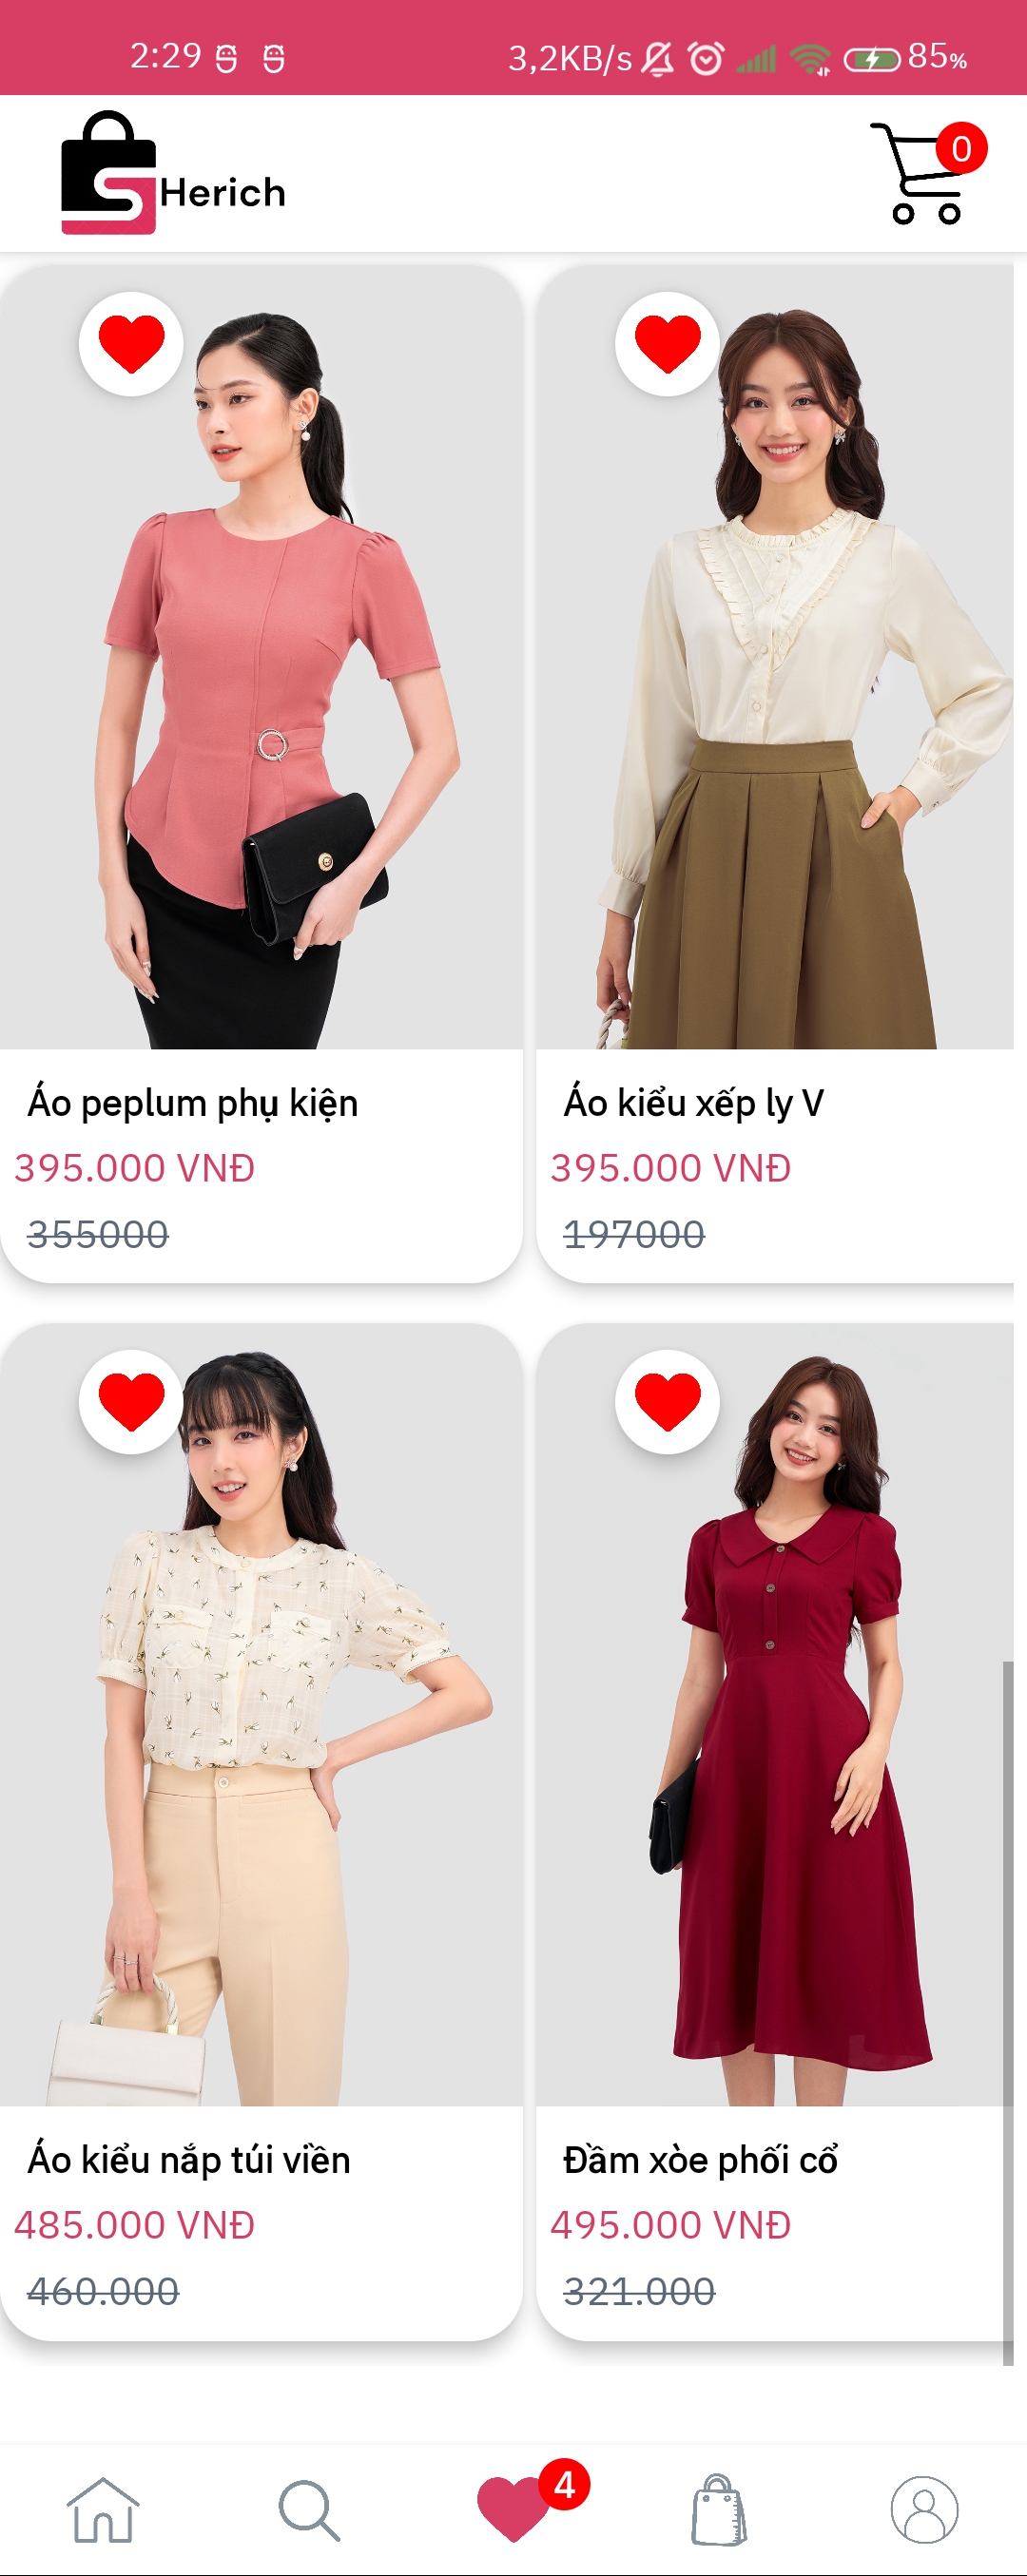 2:29 3,2KB/s 85%
Herich 0
Áo peplum phụ kiện
395.000 VNĐ
355000
Áo kiểu xếp ly V
395.000 VNĐ
197000
Áo kiểu nắp túi viền
485.000 VNĐ
460.000
Đầm xòe phối cổ
495.000 VNĐ
321.000
4